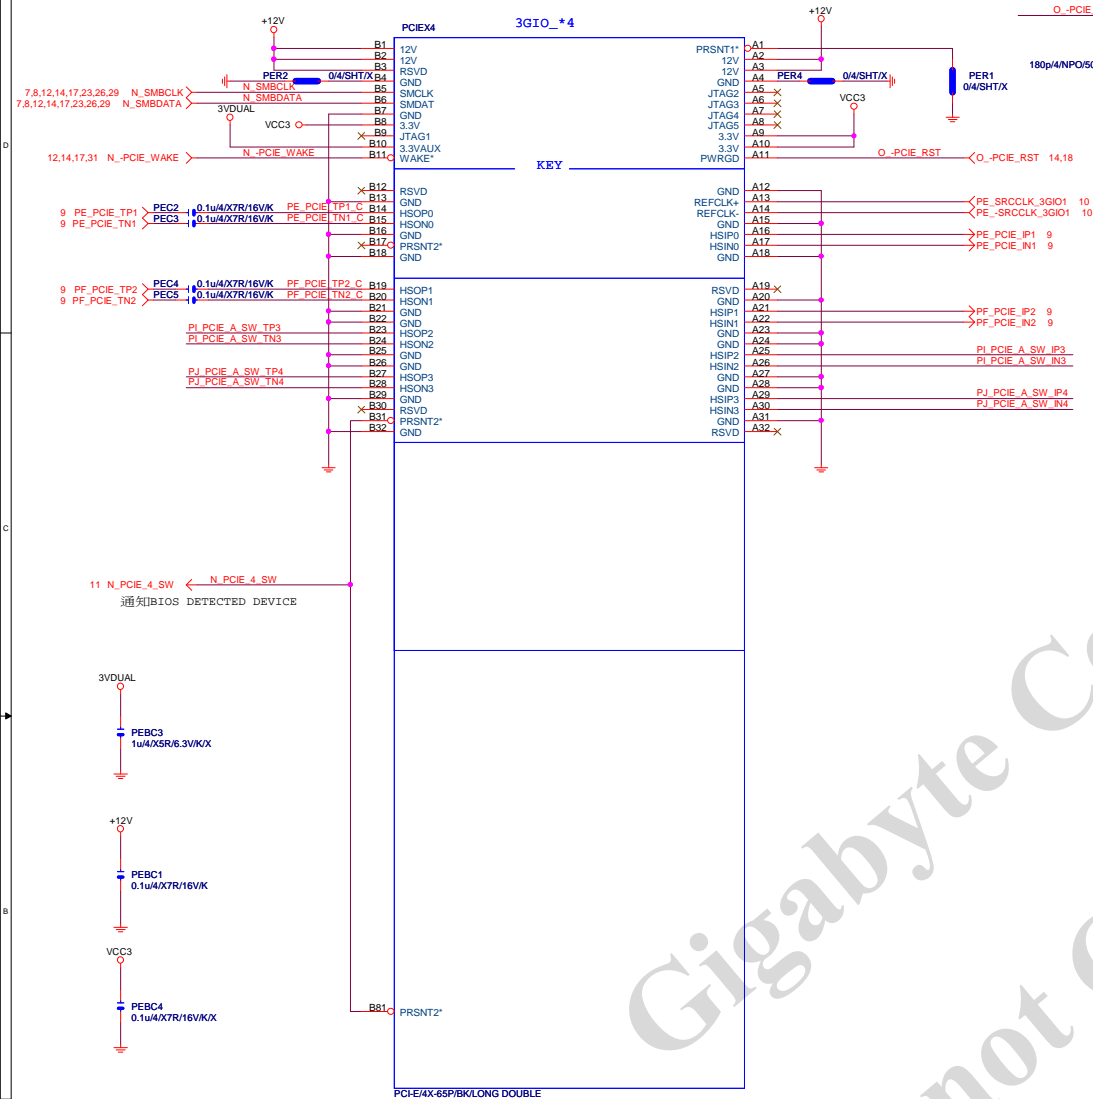 +12V
PCIEX4
3GIO_*4
+12V
O_-PCIE_
B1 12V PRSNT1* A1
B2 12V 12V A2
B3 RSVD 12V A3
PER2 0/4/SHT/X B4 GND GND A4 PER4 0/4/SHT/X
PER1
0/4/SHT/X
180p/4/NPO/50
7,8,12,14,17,23,26,29 N_SMBCLK N_SMBCLK B5 SMCLK JTAG2 A5
7,8,12,14,17,23,26,29 N_SMBDATA N_SMBDATA B6 SMDAT JTAG3 A6
3VDUAL B7 GND JTAG4 A7
VCC3
VCC3 B8 3.3V JTAG5 A8
B9 JTAG1 3.3V A9
B10 3.3VAUX 3.3V A10
12,14,17,31 N_-PCIE_WAKE N_-PCIE_WAKE B11 WAKE* PWRGD A11 O_-PCIE_RST O_-PCIE_RST 14,18
D
KEY
B12 RSVD GND A12
B13 GND REFCLK+ A13 PE_SRCCLK_3GIO1 10
9 PE_PCIE_TP1 PEC2 0.1u/4/X7R/16V/K PE_PCIE_TP1_C B14 HSOP0 REFCLK- A14 PE_-SRCCLK_3GIO1 10
9 PE_PCIE_TN1 PEC3 0.1u/4/X7R/16V/K PE_PCIE_TN1_C B15 HSON0 GND A15
B16 GND HSIP0 A16 PE_PCIE_IP1 9
B17 PRSNT2* HSIN0 A17 PE_PCIE_IN1 9
B18 GND GND A18
9 PF_PCIE_TP2 PEC4 0.1u/4/X7R/16V/K PF_PCIE_TP2_C B19 HSOP1 RSVD A19
9 PF_PCIE_TN2 PEC5 0.1u/4/X7R/16V/K PF_PCIE_TN2_C B20 HSON1 GND A20
B21 GND HSIP1 A21 PF_PCIE_IP2 9
B22 GND HSIN1 A22 PF_PCIE_IN2 9
PI_PCIE_A_SW_TP3 B23 HSOP2 GND A23
PI_PCIE_A_SW_TN3 B24 HSON2 GND A24
B25 GND HSIP2 A25 PI_PCIE_A_SW_IP3
B26 GND HSIN2 A26 PI_PCIE_A_SW_IN3
PJ_PCIE_A_SW_TP4 B27 HSOP3 GND A27
PJ_PCIE_A_SW_TN4 B28 HSON3 GND A28
B29 GND HSIP3 A29 PJ_PCIE_A_SW_IP4
B30 RSVD HSIN3 A30 PJ_PCIE_A_SW_IN4
B31 PRSNT2* GND A31
B32 GND RSVD A32
C
11 N_PCIE_4_SW N_PCIE_4_SW
通知BIOS DETECTED DEVICE
3VDUAL
PEBC3
1u/4/X5R/6.3V/K/X
+12V
PEBC1
0.1u/4/X7R/16V/K
B
VCC3
PEBC4
0.1u/4/X7R/16V/K/X
B81 PRSNT2*
PCI-E/4X-65P/BK/LONG DOUBLE
Gigabyte Co
not C